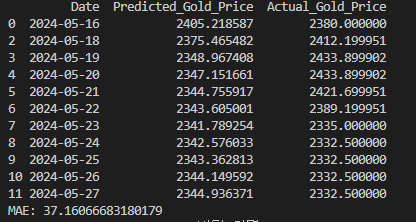 Date Predicted_Gold_Price Actual_Gold_Price
0 2024-05-16 2405.218587 2380.000000
2 2024-05-18 2375.465482 2412.199951
3 2024-05-19 2348.967408 2433.899902
4 2024-05-20 2347.151661 2433.899902
5 2024-05-21 2344.755917 2421.699951
6 2024-05-22 2343.605001 2389.199951
7 2024-05-23 2341.789254 2335.000000
8 2024-05-24 2342.576033 2332.500000
9 2024-05-25 2343.362813 2332.500000
10 2024-05-26 2344.149592 2332.500000
11 2024-05-27 2344.936371 2332.500000
MAE: 37.16066683180179